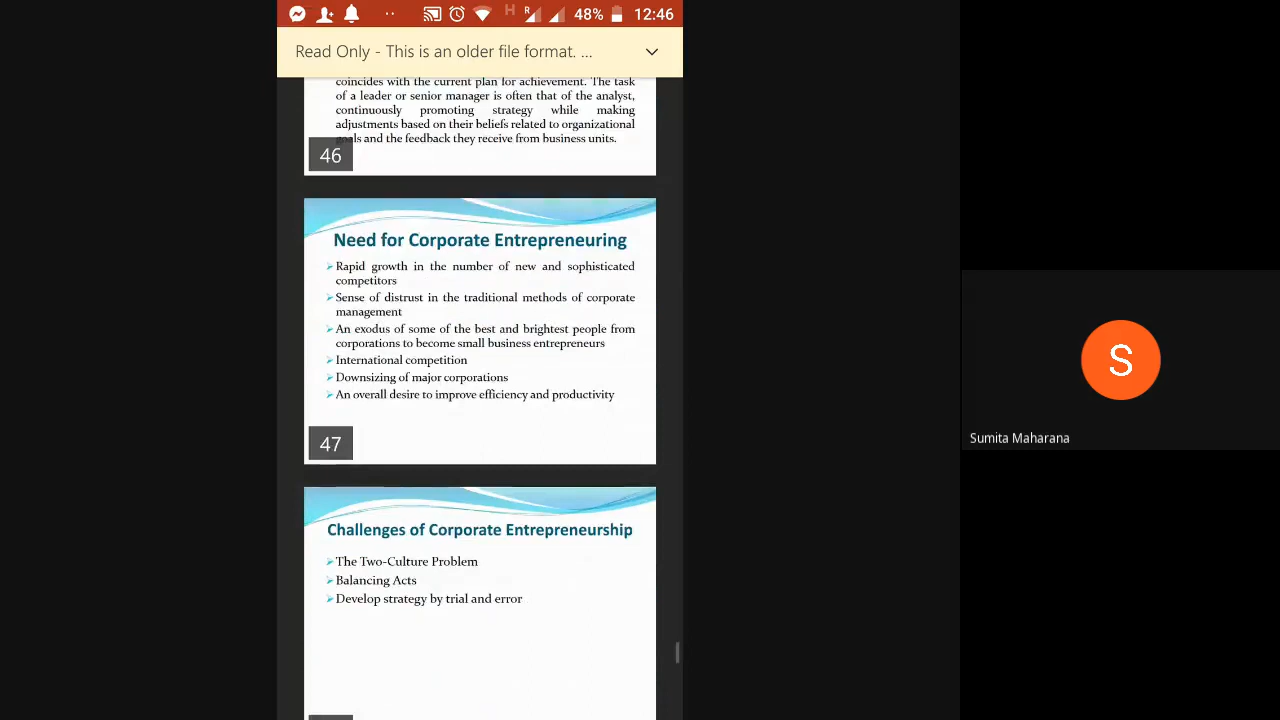 H R 48% 12:46
Read Only - This is an older file format. ...
coincides with the current plan for achievement. The task
of a leader or senior manager is often that of the analyst,
continuously promoting strategy while making
adjustments based on their beliefs related to organizational
goals and the feedback they receive from business units.
46
Need for Corporate Entrepreneuring
Rapid growth in the number of new and sophisticated
competitors
Sense of distrust in the traditional methods of corporate
management
An exodus of some of the best and brightest people from
corporations to become small business entrepreneurs
International competition
Downsizing of major corporations
An overall desire to improve efficiency and productivity
47
Challenges of Corporate Entrepreneurship
The Two-Culture Problem
Balancing Acts
Develop strategy by trial and error
S
Sumita Maharana